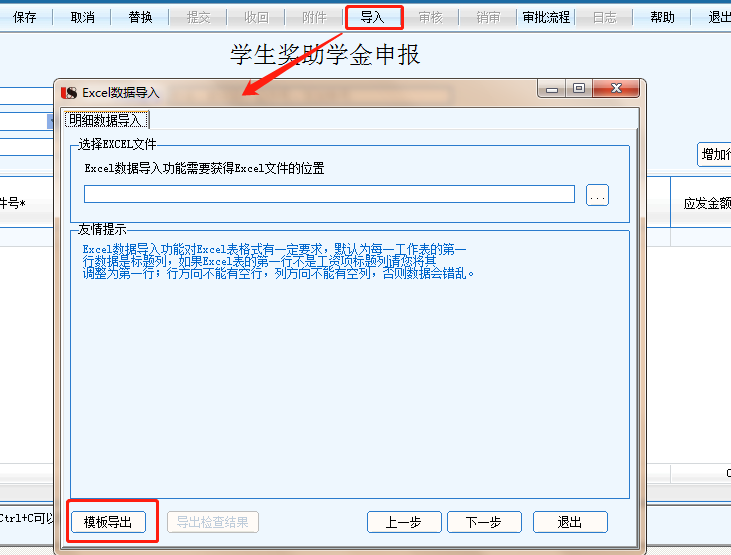 保存 取消 替换 提交 收回 附件 导入 审核 销审 审批流程 日志 帮助 退出
学生奖助学金申报
Excel数据导入
明细数据导入
增加行
选择EXCEL文件
Excel数据导入功能需要获得Excel文件的位置
...
件号*
应发金额
友情提示
Excel数据导入功能对Excel表格式有一定要求，默认为每一工作表的第一
行数据是标题列，如果Excel表的第一行不是工资项标题列请您将其
调整为第一行；行方向不能有空行，列方向不能有空列，否则数据会错乱。
Ctrl+C可以
模板导出 导出检查结果 上一步 下一步 退出